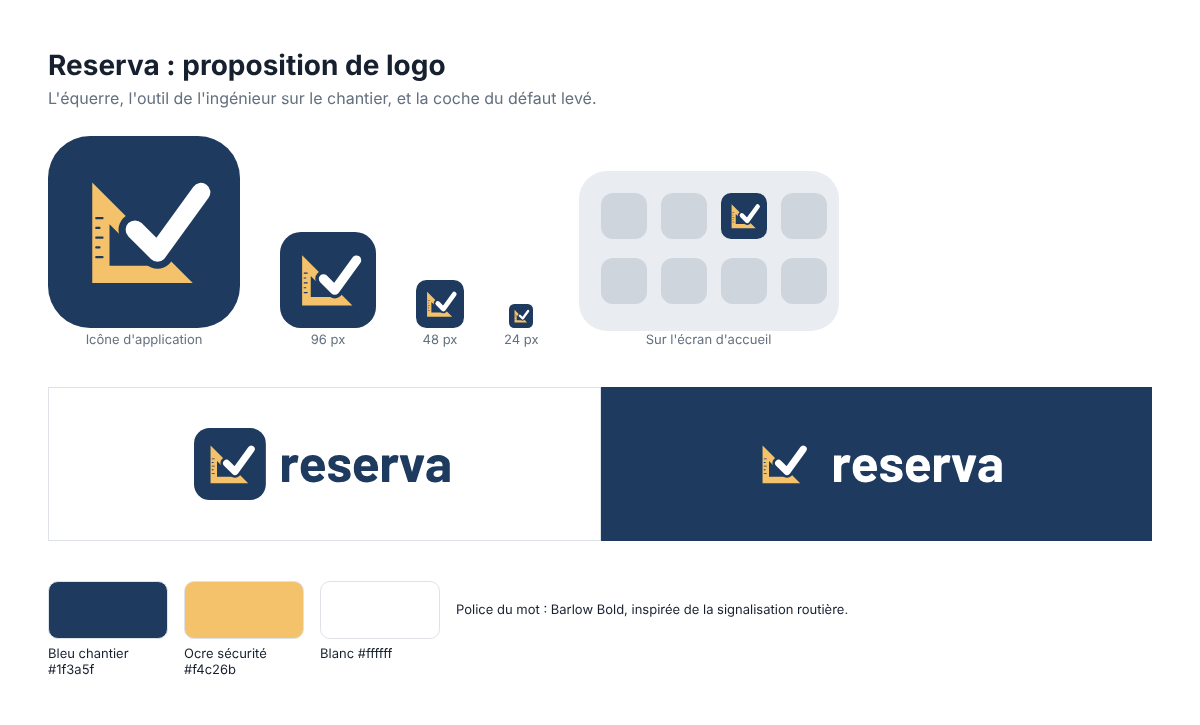 Reserva : proposition de logo
L'équerre, l'outil de l'ingénieur sur le chantier, et la coche du défaut levé.
Icône d'application
96 px
48 px
24 px
Sur l'écran d'accueil
reserva
reserva
Police du mot : Barlow Bold, inspirée de la signalisation routière.
Bleu chantier
#1f3a5f
Ocre sécurité
#f4c26b
Blanc #ffffff